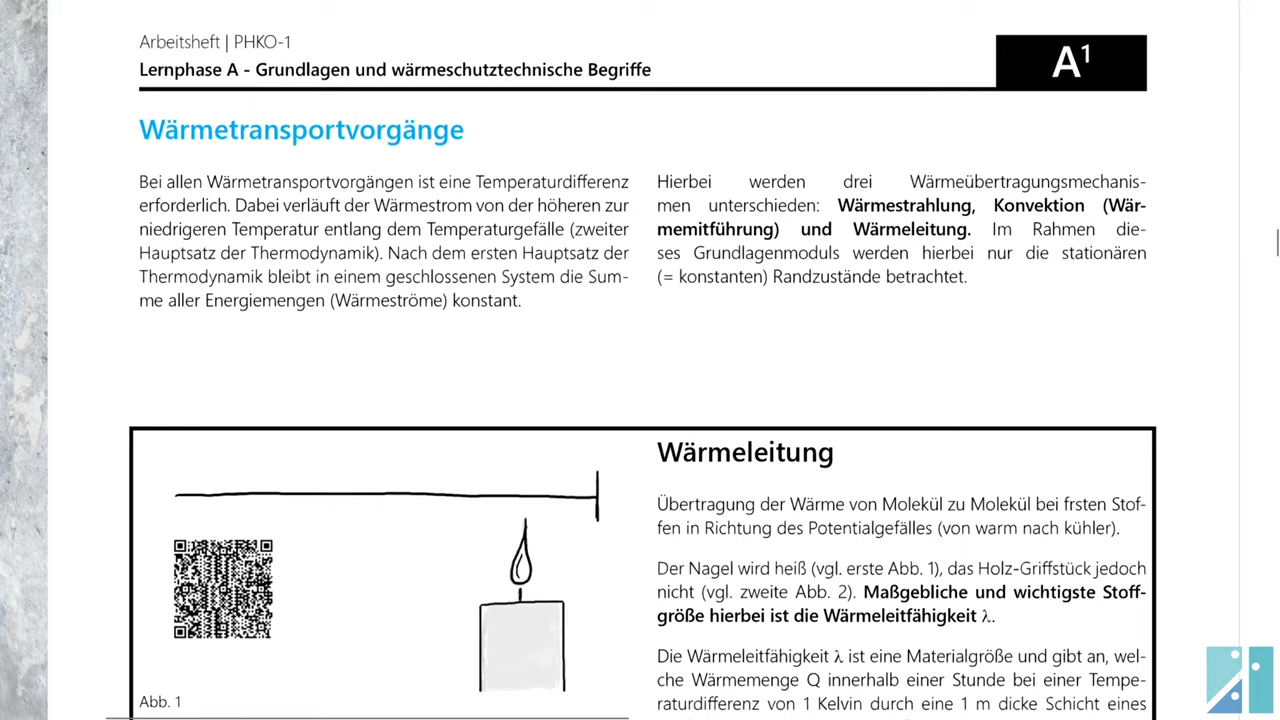 Arbeitsheft | PHKO-1
Lernphase A - Grundlagen und wärmeschutztechnische Begriffe
A¹
Wärmetransportvorgänge
Bei allen Wärmetransportvorgängen ist eine Temperaturdifferenz
erforderlich. Dabei verläuft der Wärmestrom von der höheren zur
niedrigeren Temperatur entlang dem Temperaturgefälle (zweiter
Hauptsatz der Thermodynamik). Nach dem ersten Hauptsatz der
Thermodynamik bleibt in einem geschlossenen System die Sum-
me aller Energiemengen (Wärmeströme) konstant.
Hierbei werden drei Wärmeübertragungsmechanis-
men unterschieden: Wärmestrahlung, Konvektion (Wär-
memitführung) und Wärmeleitung. Im Rahmen die-
ses Grundlagenmoduls werden hierbei nur die stationären
(= konstanten) Randzustände betrachtet.
Abb. 1
Wärmeleitung
Übertragung der Wärme von Molekül zu Molekül bei frsten Stof-
fen in Richtung des Potentialgefälles (von warm nach kühler).
Der Nagel wird heiß (vgl. erste Abb. 1), das Holz-Griffstück jedoch
nicht (vgl. zweite Abb. 2). Maßgebliche und wichtigste Stoff-
größe hierbei ist die Wärmeleitfähigkeit λ.
Die Wärmeleitfähigkeit λ ist eine Materialgröße und gibt an, wel-
che Wärmemenge Q innerhalb einer Stunde bei einer Tempe-
raturdifferenz von 1 Kelvin durch eine 1 m dicke Schicht eines